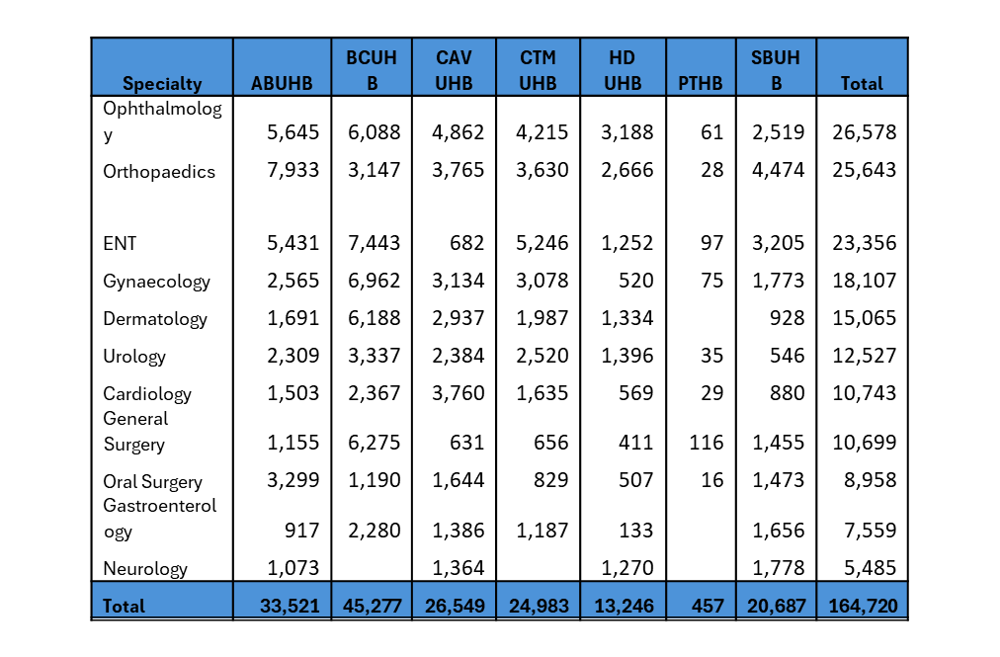 Specialty ABUHB BCUH B CAV UHB CTM UHB HD UHB PTHB SBUH B Total
Ophthalmolog
y 5,645 6,088 4,862 4,215 3,188 61 2,519 26,578
Orthopaedics 7,933 3,147 3,765 3,630 2,666 28 4,474 25,643
ENT 5,431 7,443 682 5,246 1,252 97 3,205 23,356
Gynaecology 2,565 6,962 3,134 3,078 520 75 1,773 18,107
Dermatology 1,691 6,188 2,937 1,987 1,334 928 15,065
Urology 2,309 3,337 2,384 2,520 1,396 35 546 12,527
Cardiology 1,503 2,367 3,760 1,635 569 29 880 10,743
General
Surgery 1,155 6,275 631 656 411 116 1,455 10,699
Oral Surgery 3,299 1,190 1,644 829 507 16 1,473 8,958
Gastroenterol
ogy 917 2,280 1,386 1,187 133 1,656 7,559
Neurology 1,073 1,364 1,270 1,778 5,485
Total 33,521 45,277 26,549 24,983 13,246 457 20,687 164,720